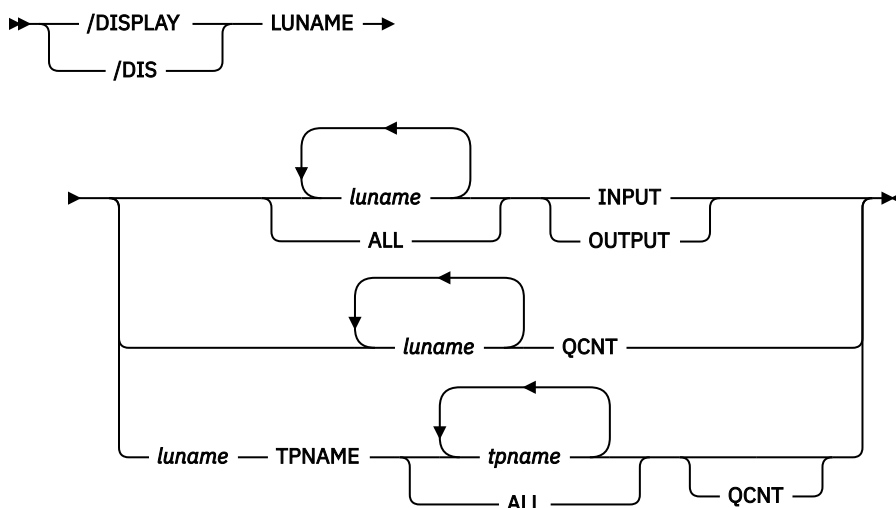 /DISPLAY LUNAME
/DIS
luname INPUT
ALL OUTPUT
luname QCNT
luname TPNAME tpname
ALL QCNT